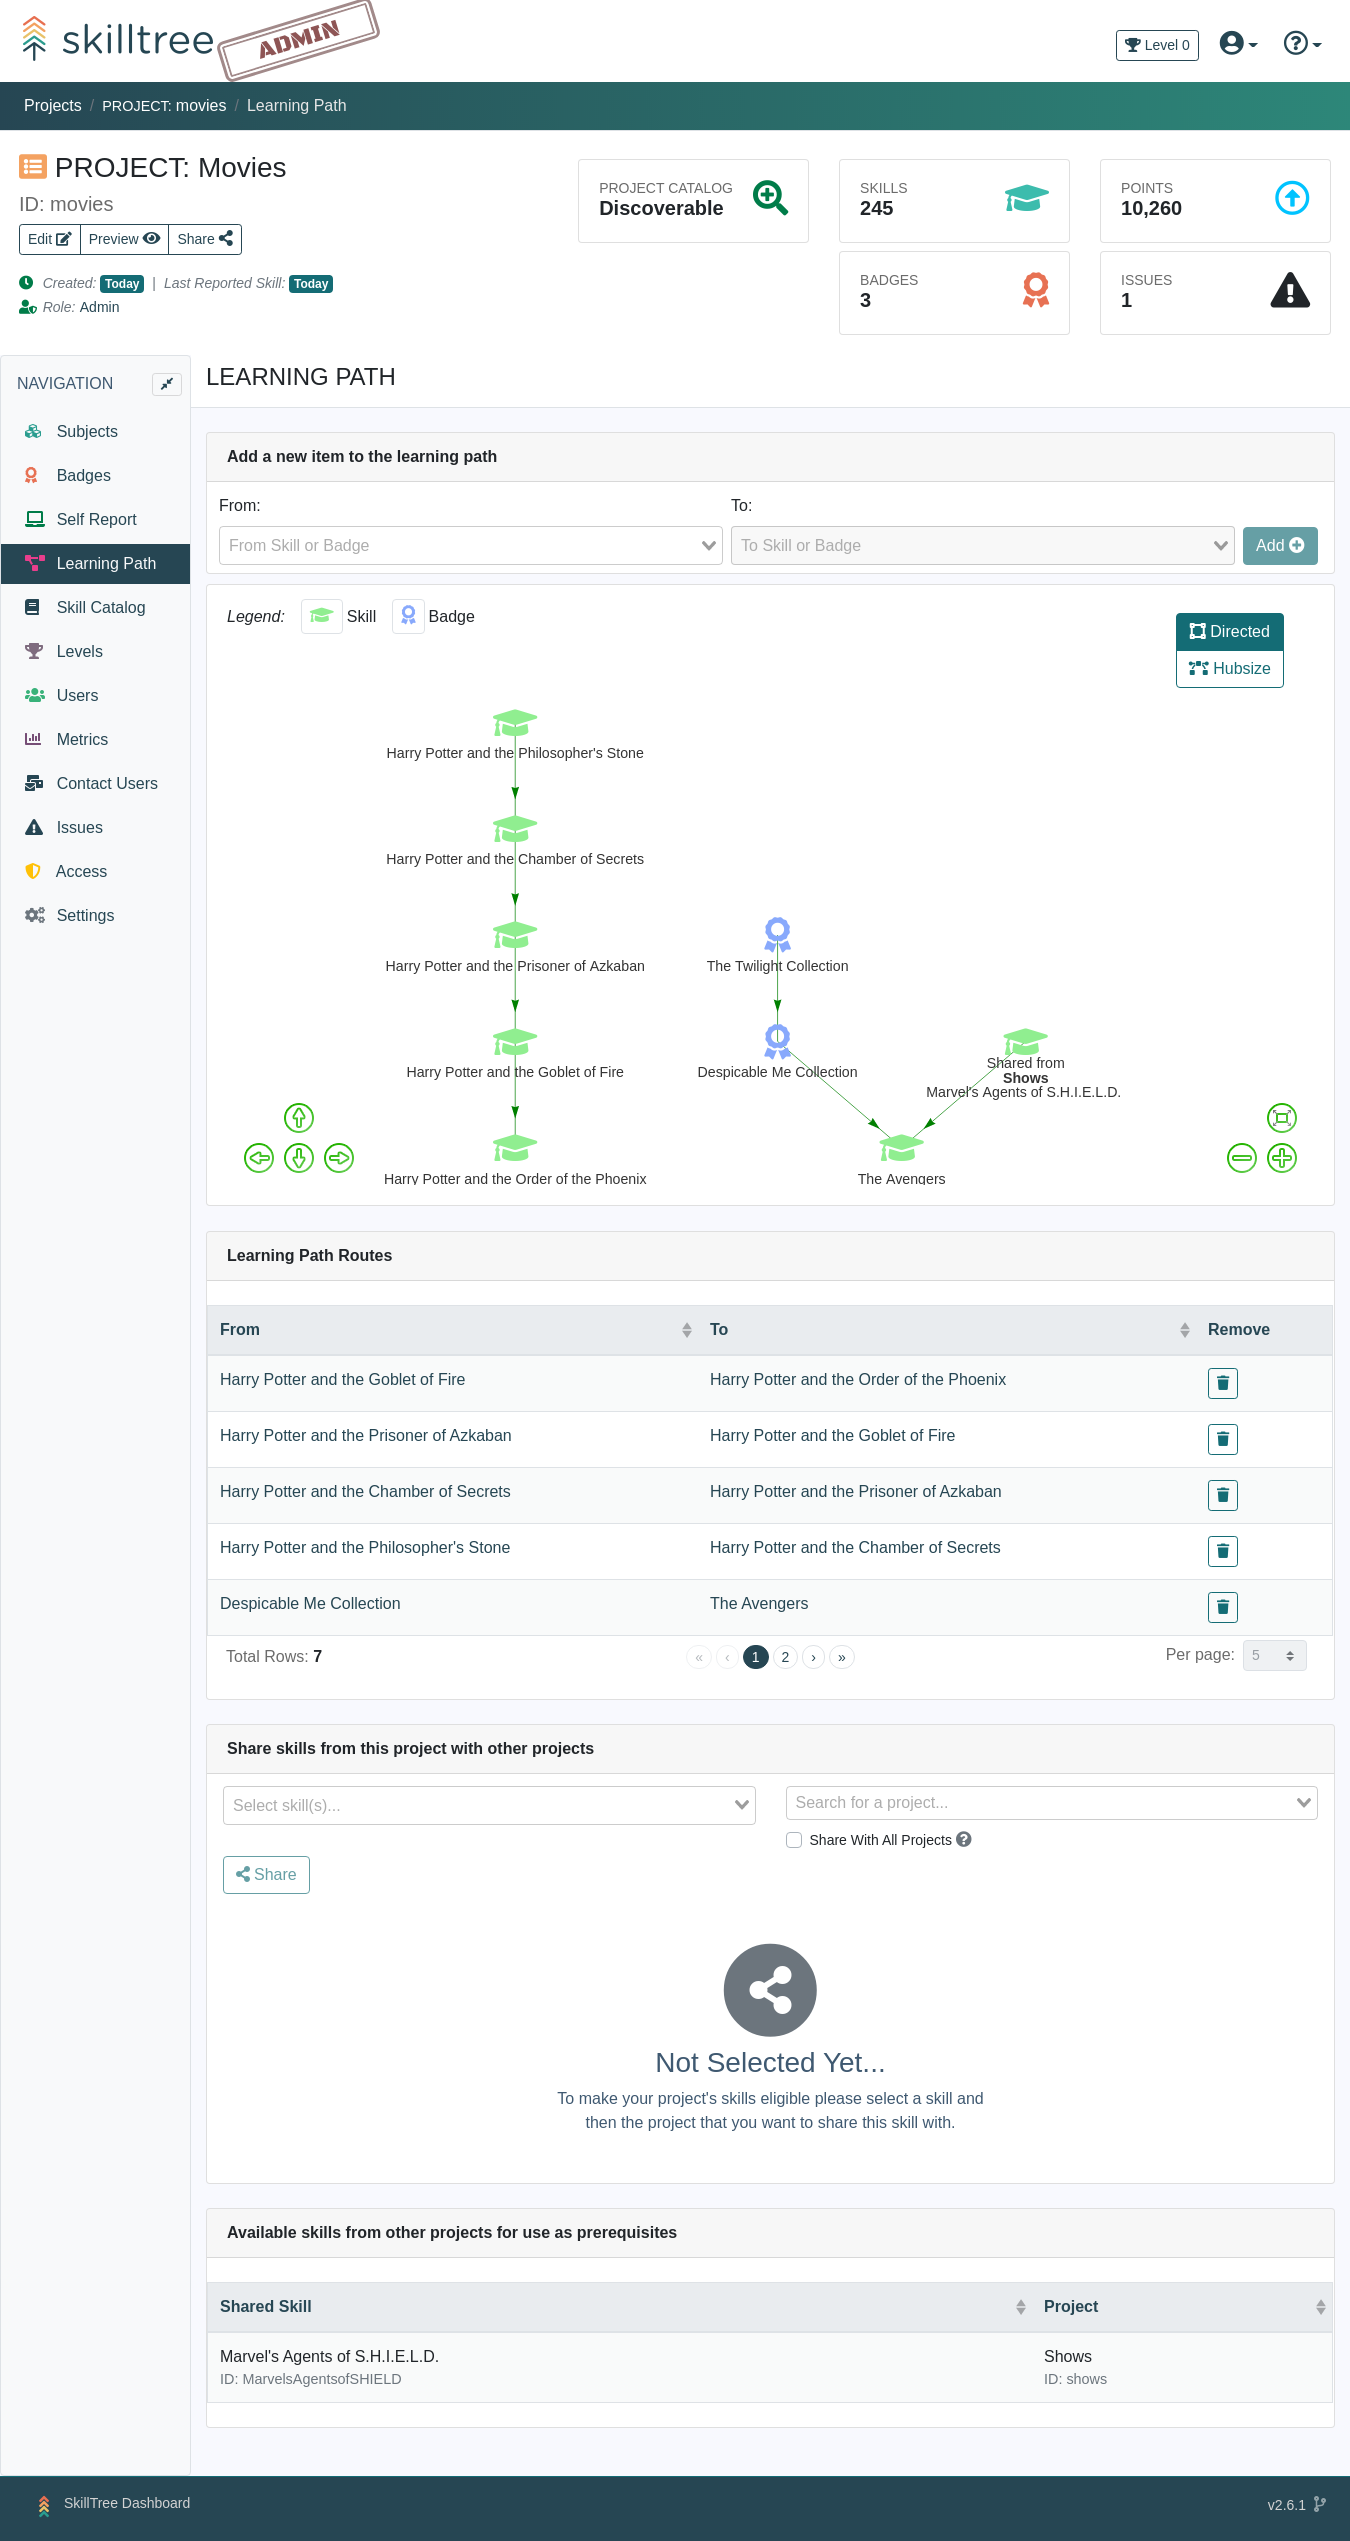 skilltree ADMIN
Level 0
Projects / PROJECT: movies / Learning Path
PROJECT: Movies
ID: movies
Edit Preview Share
Created: Today | Last Reported Skill: Today
Role: Admin
PROJECT CATALOG
Discoverable
SKILLS
245
POINTS
10,260
BADGES
3
ISSUES
1
NAVIGATION
Subjects
Badges
Self Report
Learning Path
Skill Catalog
Levels
Users
Metrics
Contact Users
Issues
Access
Settings
LEARNING PATH
Add a new item to the learning path
From:
To:
From Skill or Badge
To Skill or Badge
Add
Legend: Skill Badge
Directed
Hubsize
Harry Potter and the Philosopher's Stone
Harry Potter and the Chamber of Secrets
Harry Potter and the Prisoner of Azkaban
The Twilight Collection
Harry Potter and the Goblet of Fire
Despicable Me Collection
Shared from
Shows
Marvel's Agents of S.H.I.E.L.D.
Harry Potter and the Order of the Phoenix
The Avengers
Learning Path Routes
From To Remove
Harry Potter and the Goblet of Fire Harry Potter and the Order of the Phoenix
Harry Potter and the Prisoner of Azkaban Harry Potter and the Goblet of Fire
Harry Potter and the Chamber of Secrets Harry Potter and the Prisoner of Azkaban
Harry Potter and the Philosopher's Stone Harry Potter and the Chamber of Secrets
Despicable Me Collection The Avengers
Total Rows: 7 « ‹ 1 2 › » Per page: 5
Share skills from this project with other projects
Select skill(s)...
Search for a project...
Share With All Projects
Share
Not Selected Yet...
To make your project's skills eligible please select a skill and
then the project that you want to share this skill with.
Available skills from other projects for use as prerequisites
Shared Skill Project
Marvel's Agents of S.H.I.E.L.D. Shows
ID: MarvelsAgentsofSHIELD ID: shows
SkillTree Dashboard v2.6.1